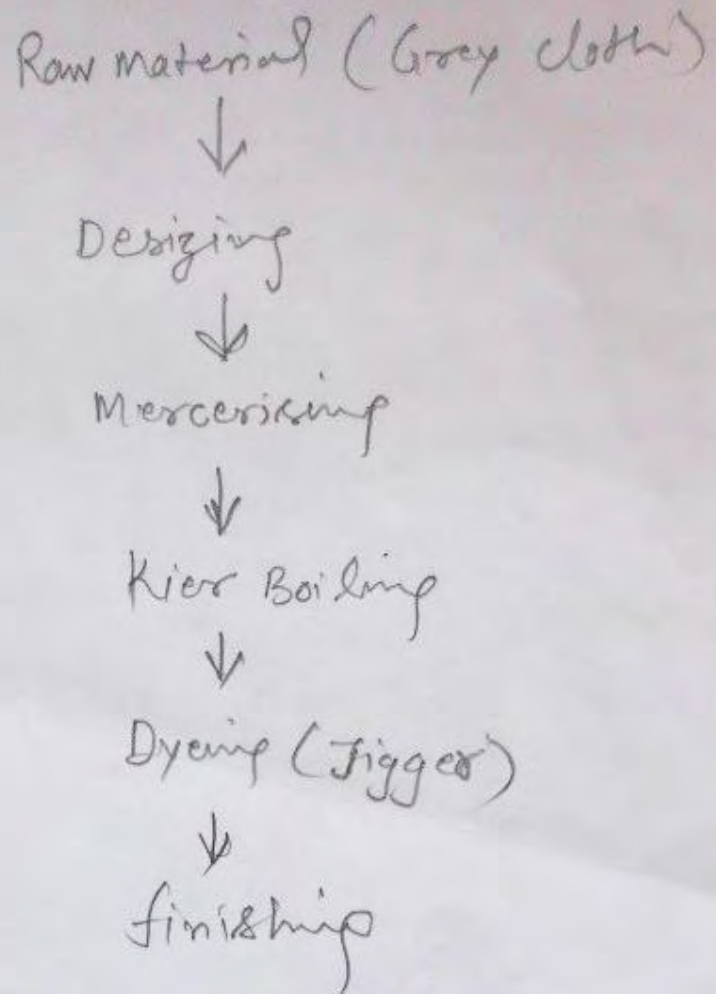 Raw material (Grey cloth)
Desizing
Mercerising
Kier Boiling
Dyeing (Jigger)
finishing